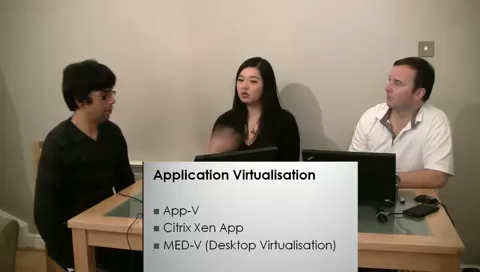 Application Virtualisation
App-V
Citrix Xen App
MED-V (Desktop Virtualisation)